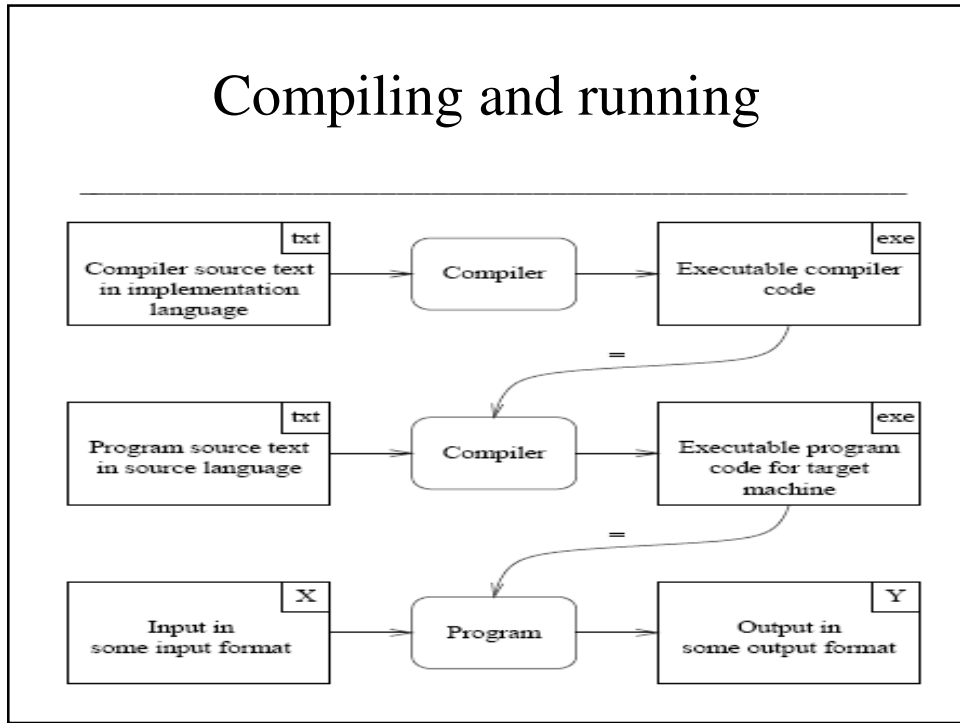 Compiling and running
txt
Compiler source text
in implementation
language
Compiler
exe
Executable compiler
code
=
txt
Program source text
in source language
Compiler
exe
Executable program
code for target
machine
=
X
Input in
some input format
Program
Y
Output in
some output format